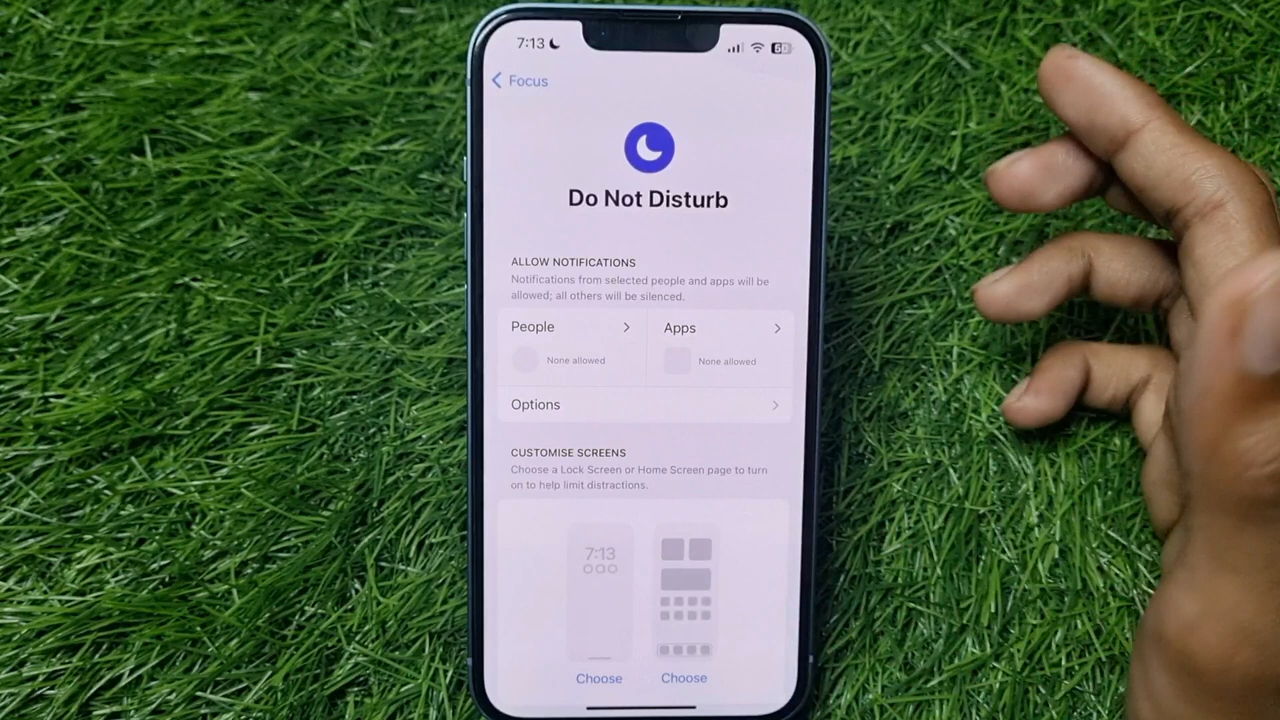 7:13
60
Focus
Do Not Disturb
ALLOW NOTIFICATIONS
Notifications from selected people and apps will be
allowed; all others will be silenced.
People
Apps
None allowed
None allowed
Options
CUSTOMISE SCREENS
Choose a Lock Screen or Home Screen page to turn
on to help limit distractions.
7:13
Choose
Choose